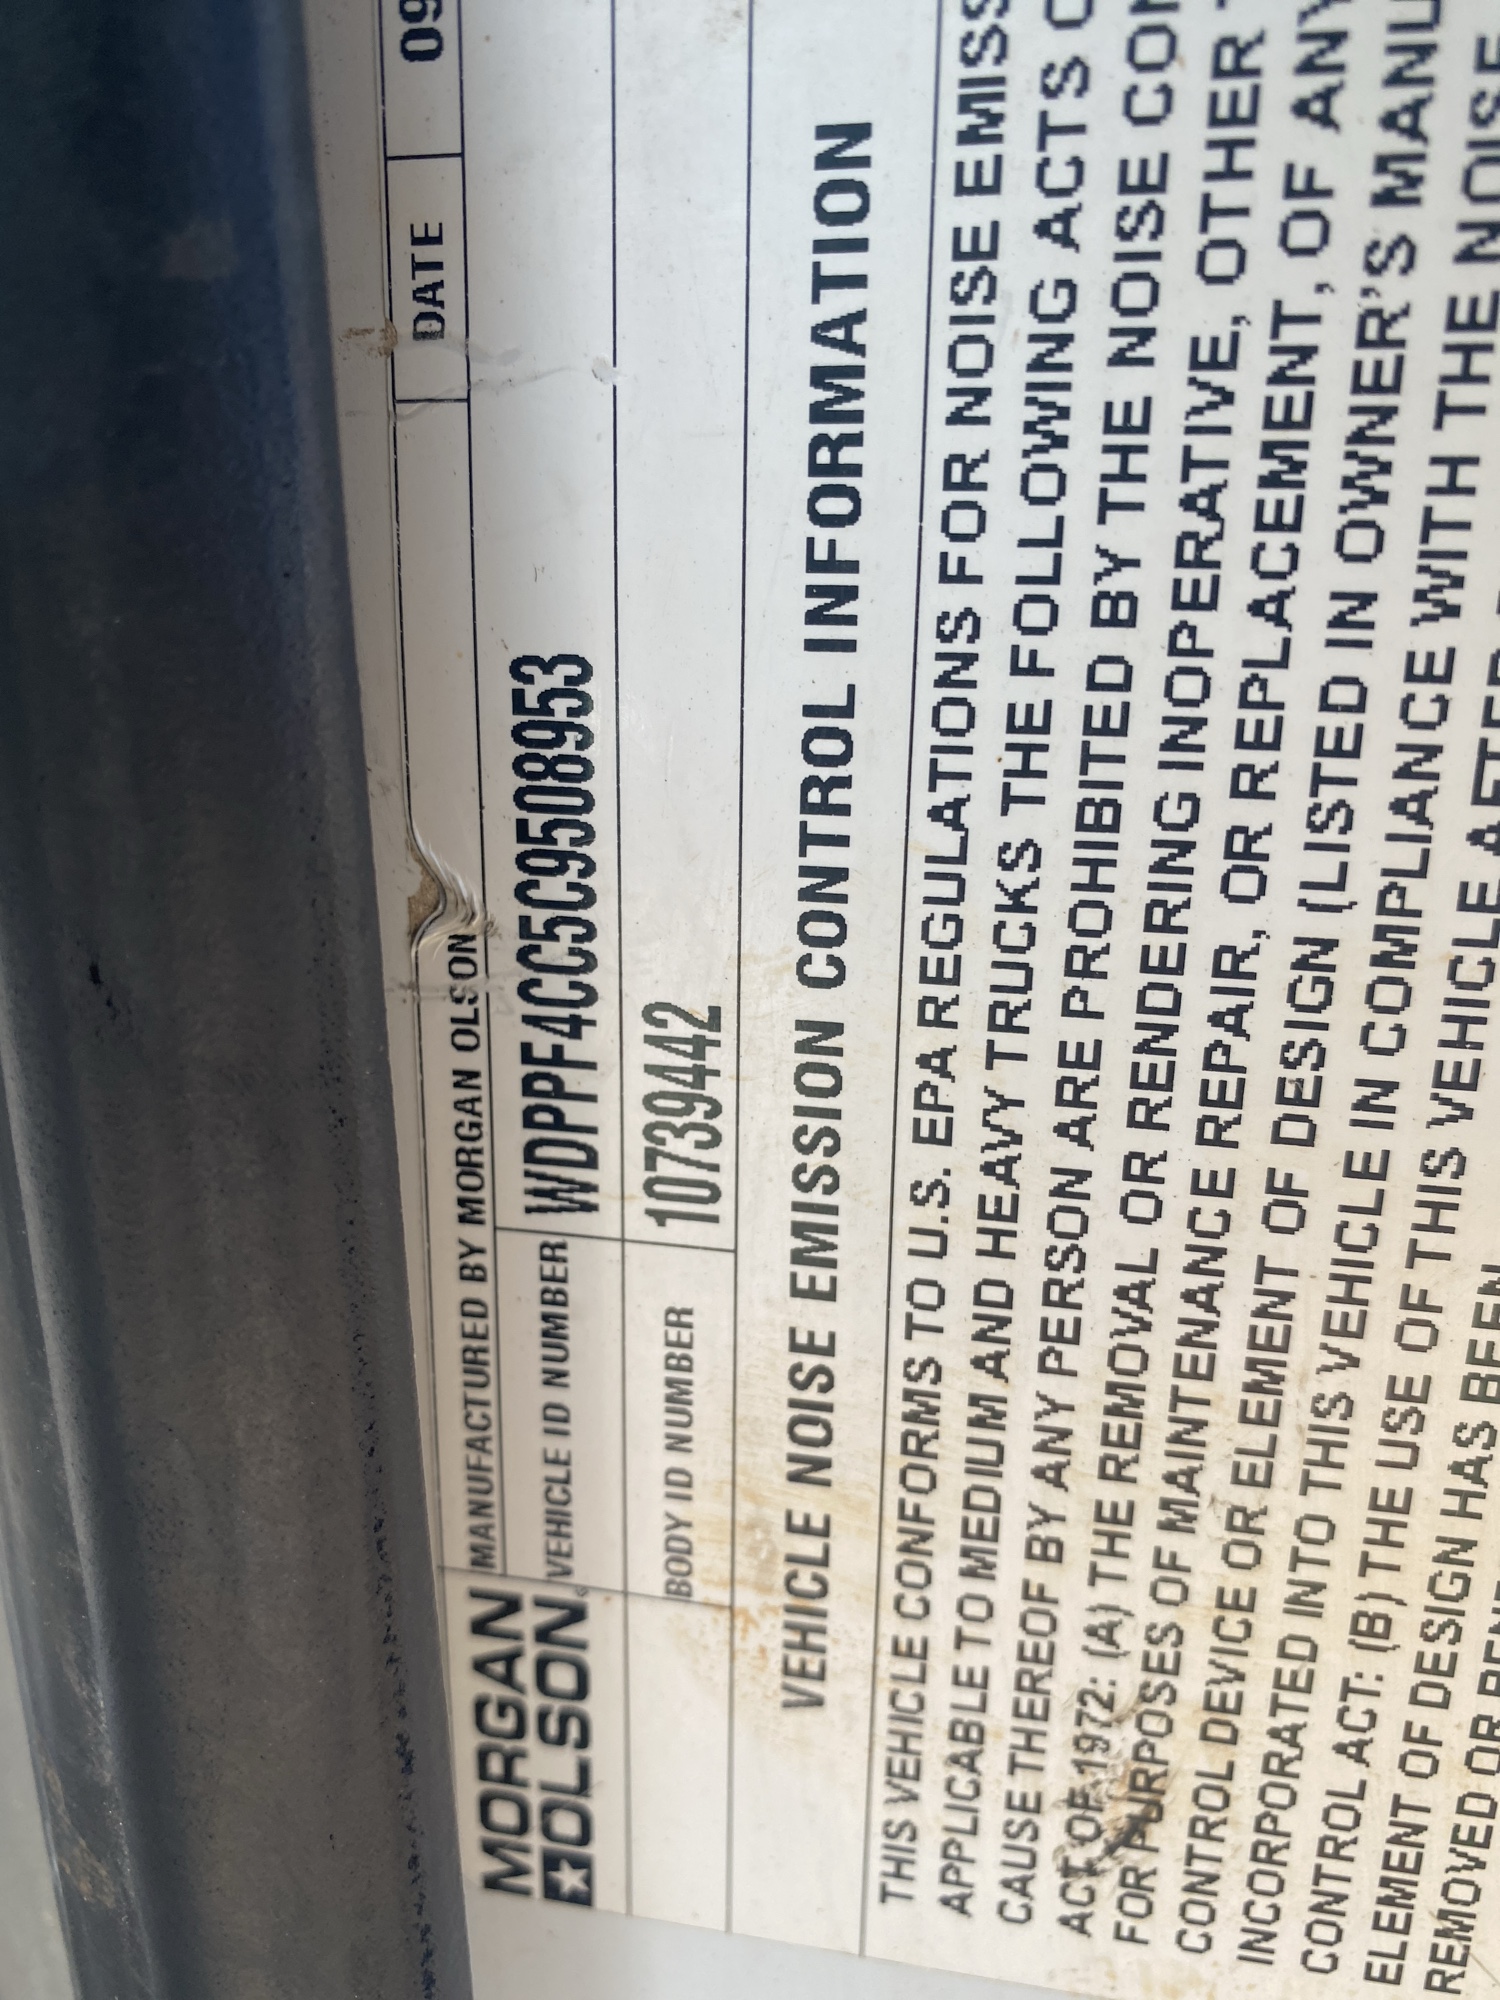 MORGAN
OLSON
MANUFACTURED BY MORGAN OLSON
DATE 09
VEHICLE ID NUMBER WDPPF4CC5C9508953
BODY ID NUMBER 10739442
VEHICLE NOISE EMISSION CONTROL INFORMATION
THIS VEHICLE CONFORMS TO U.S. EPA REGULATIONS FOR NOISE EMISS
APPLICABLE TO MEDIUM AND HEAVY TRUCKS THE FOLLOWING ACTS
CAUSE THEREOF BY ANY PERSON ARE PROHIBITED BY THE NOISE CON
ACT OF 1972: (A) THE REMOVAL OR RENDERING INOPERATIVE, OTHER
FOR PURPOSES OF MAINTENANCE REPAIR, OR REPLACEMENT, OF ANY
CONTROL DEVICE OR ELEMENT OF DESIGN (LISTED IN OWNER'S MANU
INCORPORATED INTO THIS VEHICLE IN COMPLIANCE WITH THE NOISE
CONTROL ACT: (B) THE USE OF THIS VEHICLE AFTER
ELEMENT OF DESIGN HAS BEEN
REMOVED OR